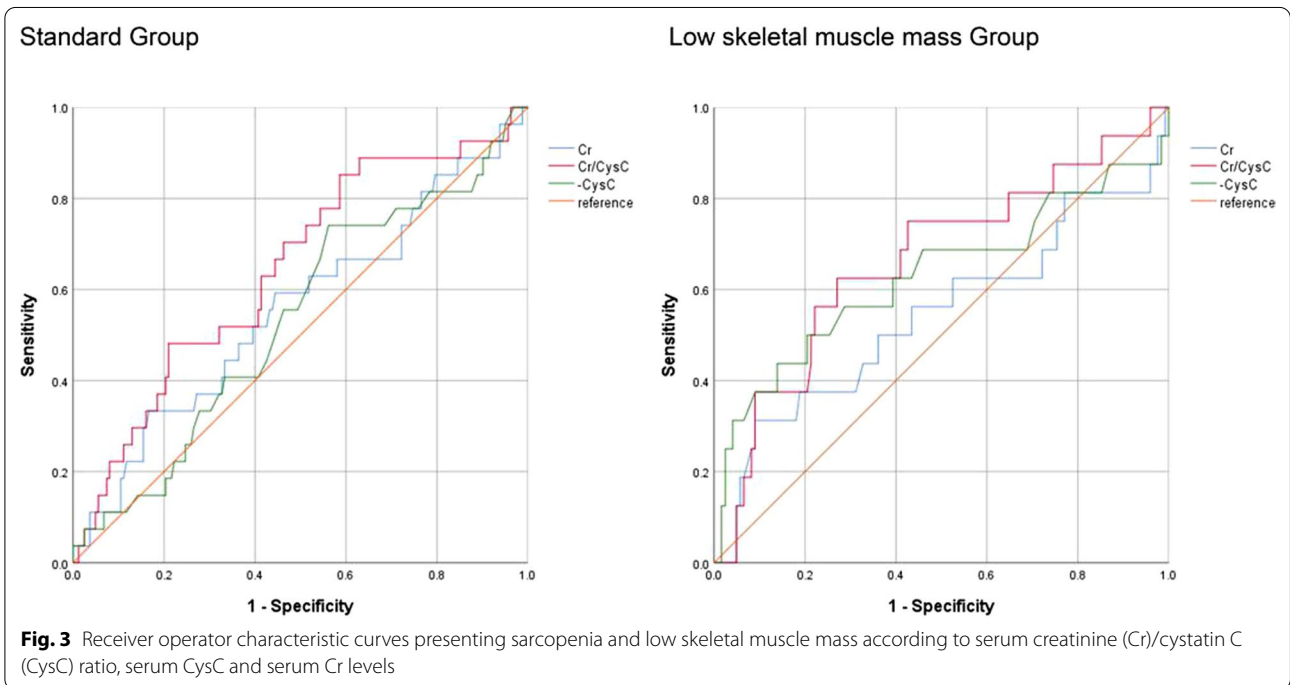 Standard Group
Low skeletal muscle mass Group
1.0
0.8
0.6
0.4
0.2
0.0
0.0 0.2 0.4 0.6 0.8 1.0
Sensitivity
1 - Specificity
Cr
Cr/CysC
-CysC
reference
1.0
0.8
0.6
0.4
0.2
0.0
0.0 0.2 0.4 0.6 0.8 1.0
Sensitivity
1 - Specificity
Cr
Cr/CysC
-CysC
reference
Fig. 3 Receiver operator characteristic curves presenting sarcopenia and low skeletal muscle mass according to serum creatinine (Cr)/cystatin C
(CysC) ratio, serum CysC and serum Cr levels